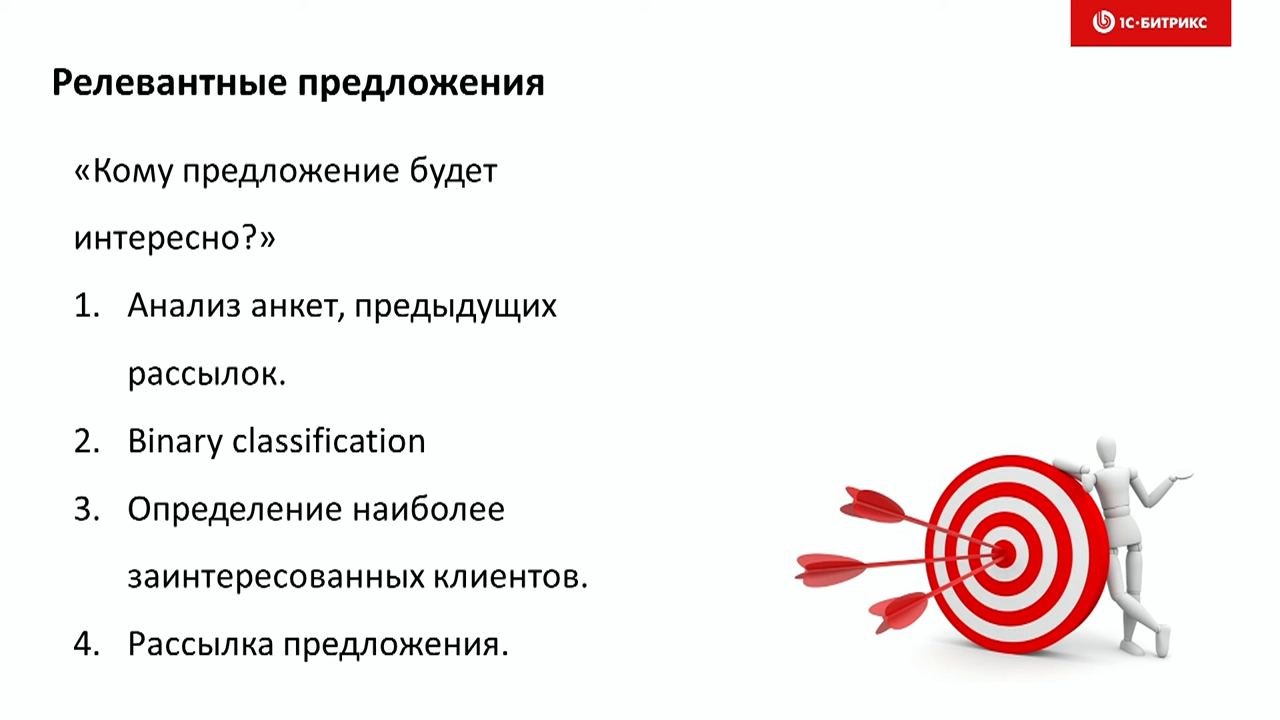 1С·БИТРИКС
Релевантные предложения
«Кому предложение будет
интересно?»
1. Анализ анкет, предыдущих
рассылок.
2. Binary classification
3. Определение наиболее
заинтересованных клиентов.
4. Рассылка предложения.